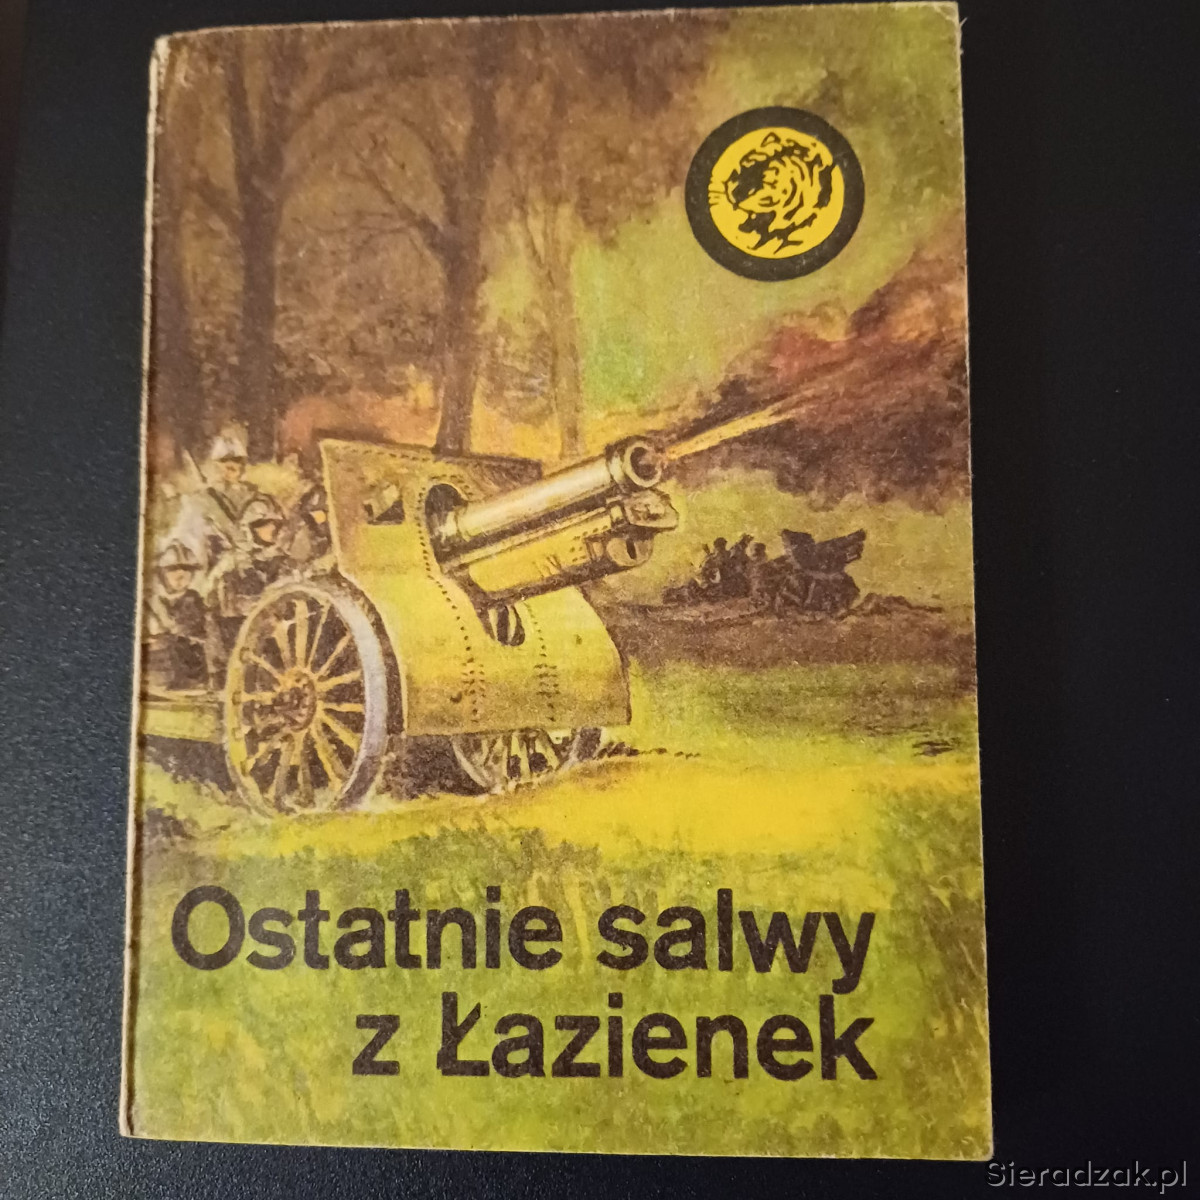 Ostatnie salwy
z Łazienek
Sieradzak.pl